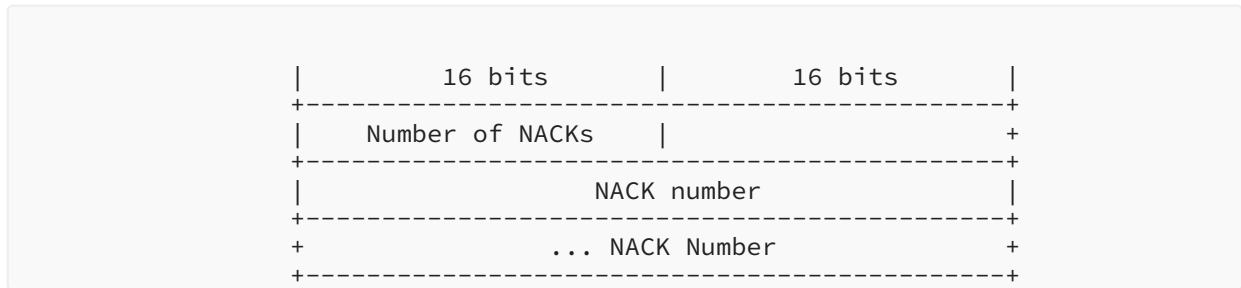 |         16 bits       |        16 bits       |
+----------------------------------------------+
|    Number of NACKs    |                      +
+----------------------------------------------+
|                   NACK number                |
+----------------------------------------------+
+                ... NACK Number               +
+----------------------------------------------+